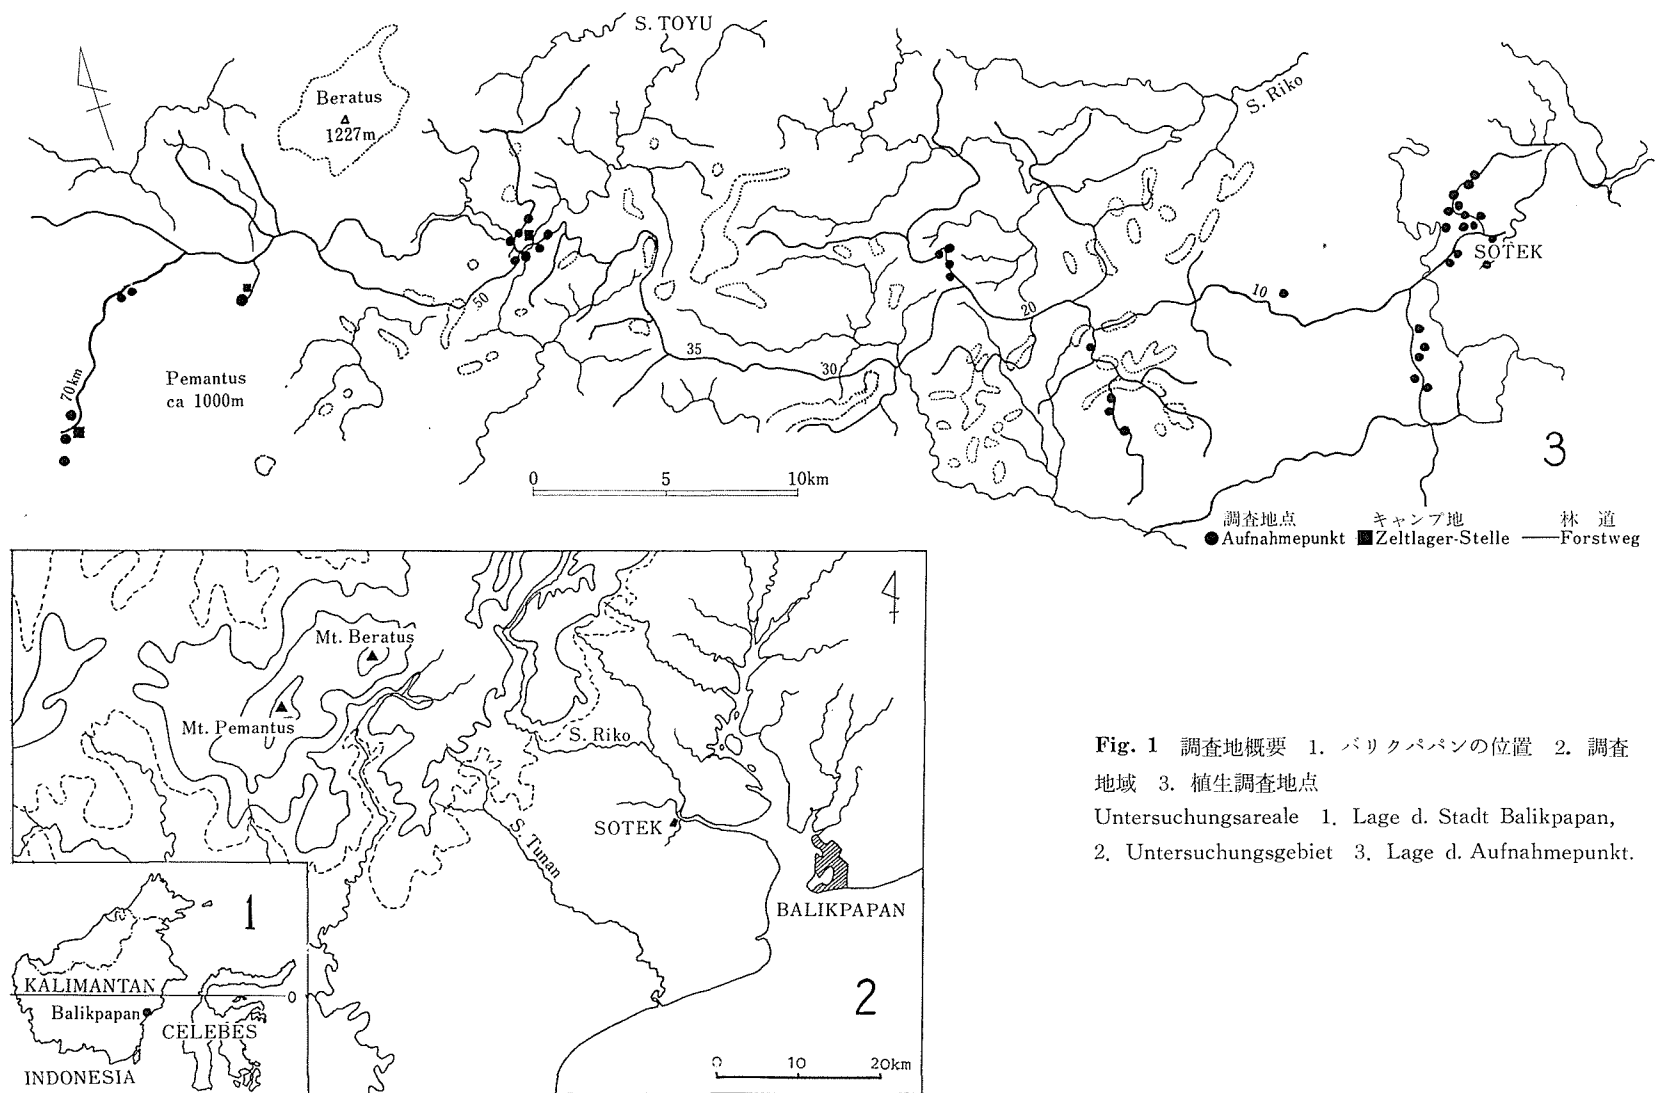 S. TOYU
Beratus
1227m
S. Riko
SOTEK
50
10
20
35
30
70km
Pemantus
ca 1000m
0 5 10km
3
調査地点 キャンプ地 林 道
Aufnahmepunkt Zeltlager-Stelle Forstweg
Mt. Beratus
Mt. Pemantus
S. Riko
SOTEK
S. Tunan
BALIKPAPAN
2
0 10 20km
1
KALIMANTAN
0
Balikpapan
CELEBES
INDONESIA
Fig. 1 調査地概要 1. バリクパパンの位置 2. 調査
地域 3. 植生調査地点
Untersuchungsareale 1. Lage d. Stadt Balikpapan,
2. Untersuchungsgebiet 3. Lage d. Aufnahmepunkt.